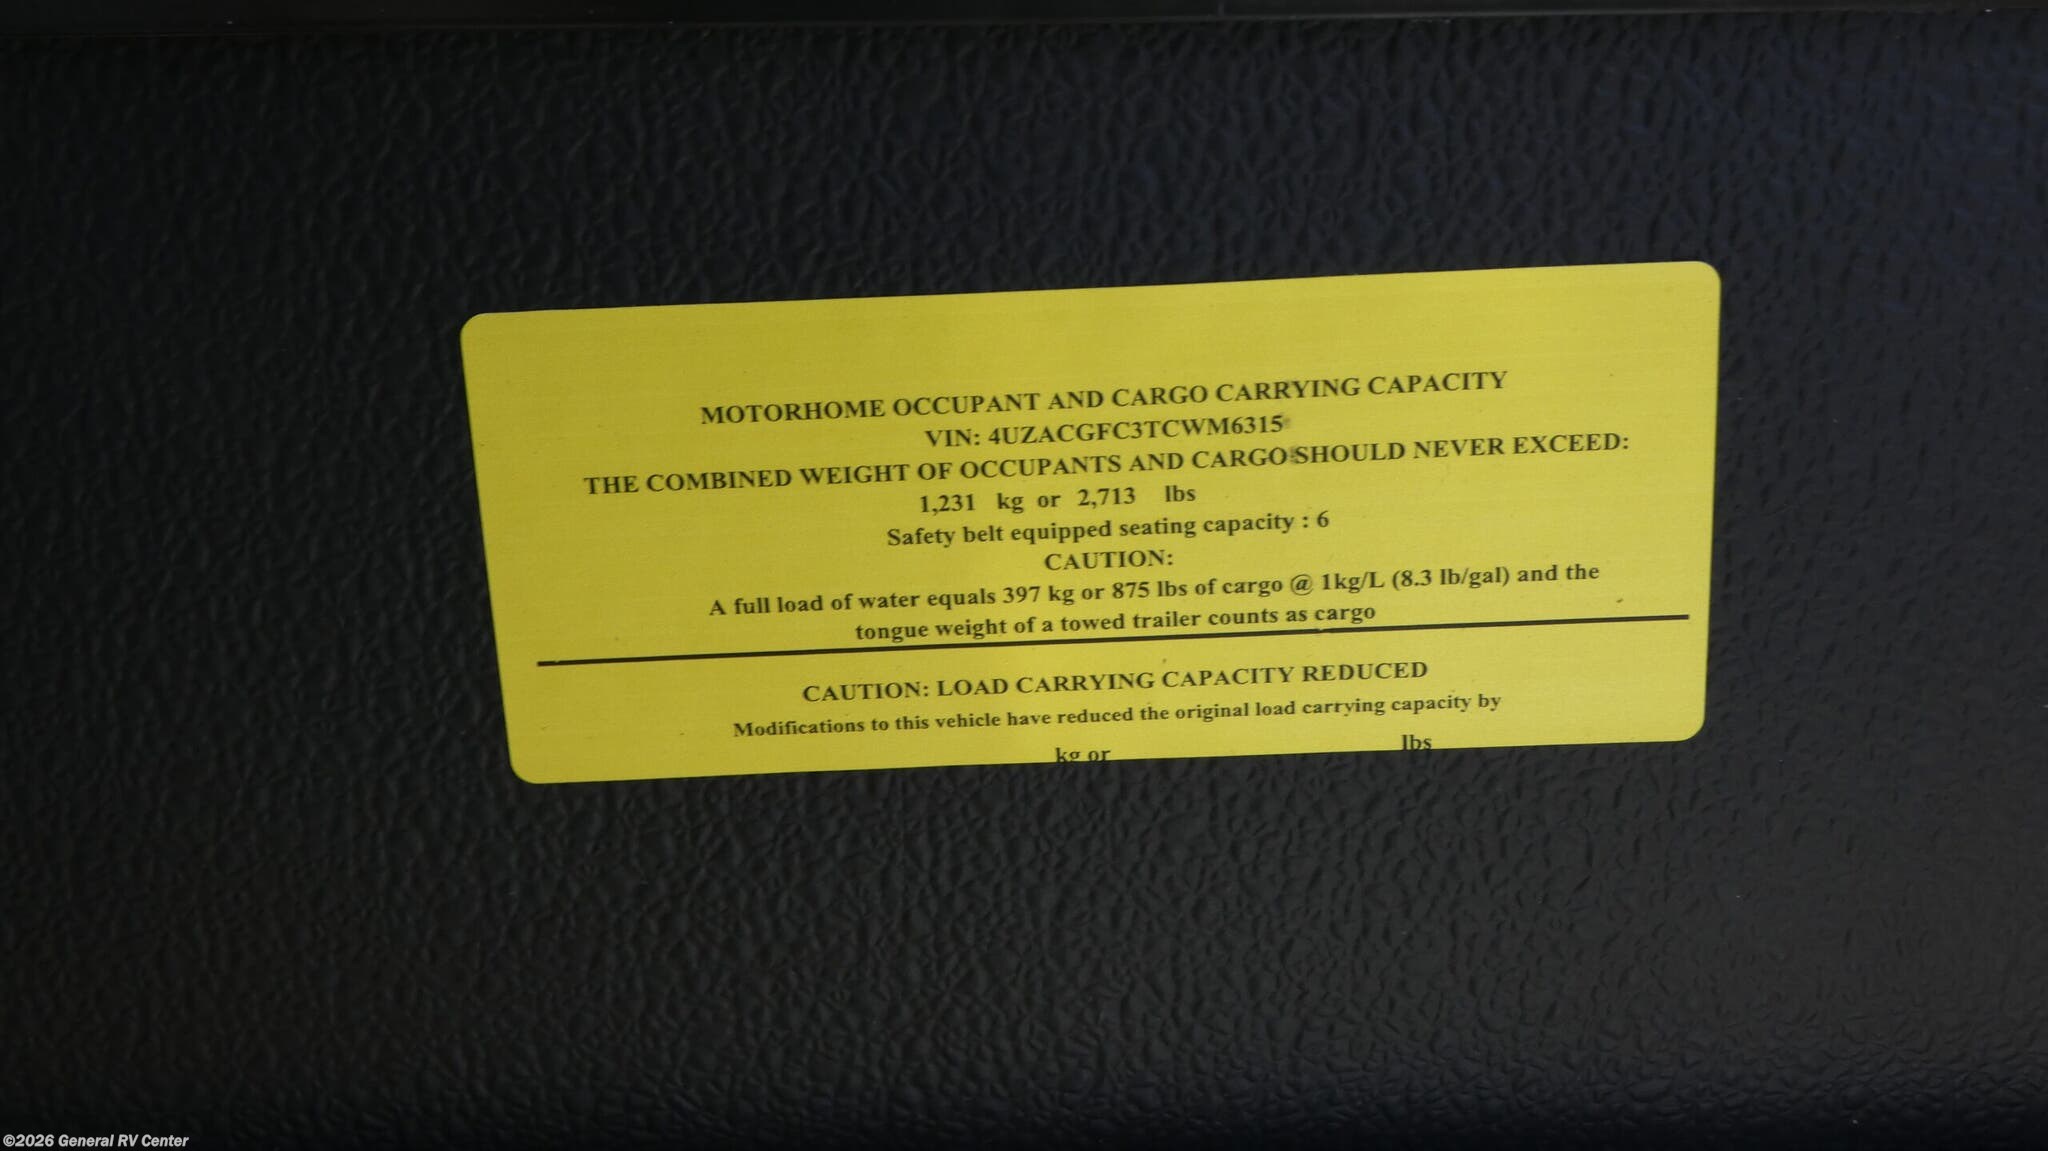 MOTORHOME OCCUPANT AND CARGO CARRYING CAPACITY
VIN: 4UZACGFC3TCWM6315
THE COMBINED WEIGHT OF OCCUPANTS AND CARGO SHOULD NEVER EXCEED:
1,231 kg or 2,713 lbs
Safety belt equipped seating capacity : 6
CAUTION:
A full load of water equals 397 kg or 875 lbs of cargo @ 1kg/L (8.3 lb/gal) and the
tongue weight of a towed trailer counts as cargo
CAUTION: LOAD CARRYING CAPACITY REDUCED
Modifications to this vehicle have reduced the original load carrying capacity by
kg or lbs
©2026 General RV Center